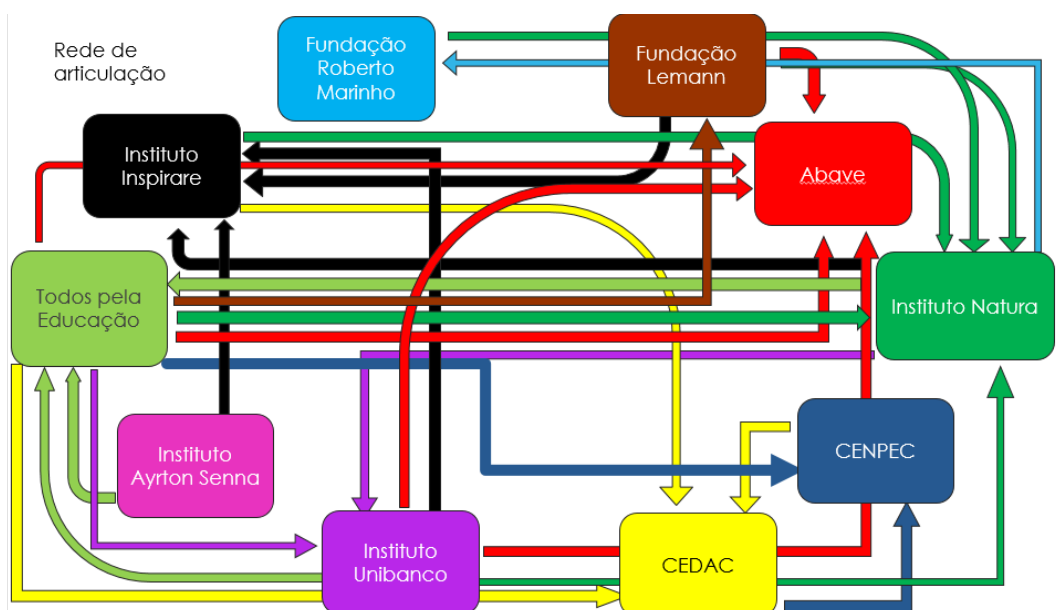 Rede de
articulação
Fundação
Roberto
Marinho
Fundação
Lemann
Instituto
Inspirare
Abave
Todos pela
Educação
Instituto Natura
Instituto
Ayrton Senna
CENPEC
Instituto
Unibanco
CEDAC